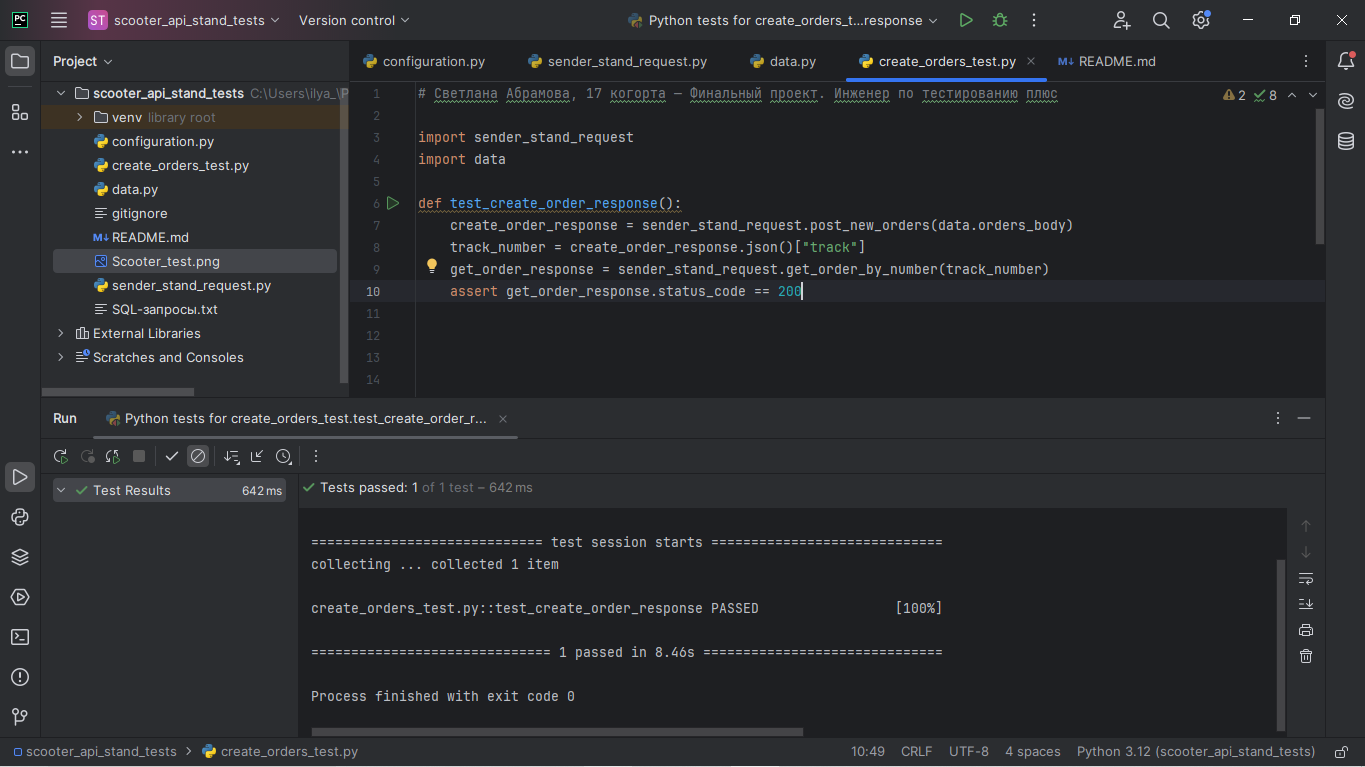 PC ST scooter_api_stand_tests Version control Python tests for create_orders_t...response
Project
scooter_api_stand_tests C:\Users\ilya_\P
venv library root
configuration.py
create_orders_test.py
data.py
gitignore
M↓ README.md
Scooter_test.png
sender_stand_request.py
SQL-запросы.txt
External Libraries
Scratches and Consoles
configuration.py sender_stand_request.py data.py create_orders_test.py M↓ README.md
1 # Светлана Абрамова, 17 когорта — Финальный проект. Инженер по тестированию плюс
2 8
2
3 import sender_stand_request
4 import data
5
6 def test_create_order_response():
7 create_order_response = sender_stand_request.post_new_orders(data.orders_body)
8 track_number = create_order_response.json()["track"]
9 get_order_response = sender_stand_request.get_order_by_number(track_number)
10 assert get_order_response.status_code == 200
11
12
13
14
Run Python tests for create_orders_test.test_create_order_r...
Test Results 642 ms
Tests passed: 1 of 1 test – 642 ms
============================= test session starts =============================
collecting ... collected 1 item
create_orders_test.py::test_create_order_response PASSED [100%]
============================== 1 passed in 8.46s ==============================
Process finished with exit code 0
scooter_api_stand_tests > create_orders_test.py 10:49 CRLF UTF-8 4 spaces Python 3.12 (scooter_api_stand_tests)